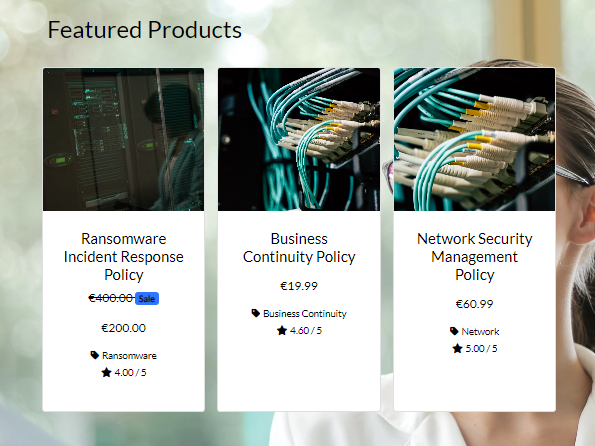 Featured Products
Ransomware
Incident Response
Policy
€400.00 Sale
€200.00
Ransomware
4.00 / 5
Business
Continuity Policy
€19.99
Business Continuity
4.60 / 5
Network Security
Management
Policy
€60.99
Network
5.00 / 5